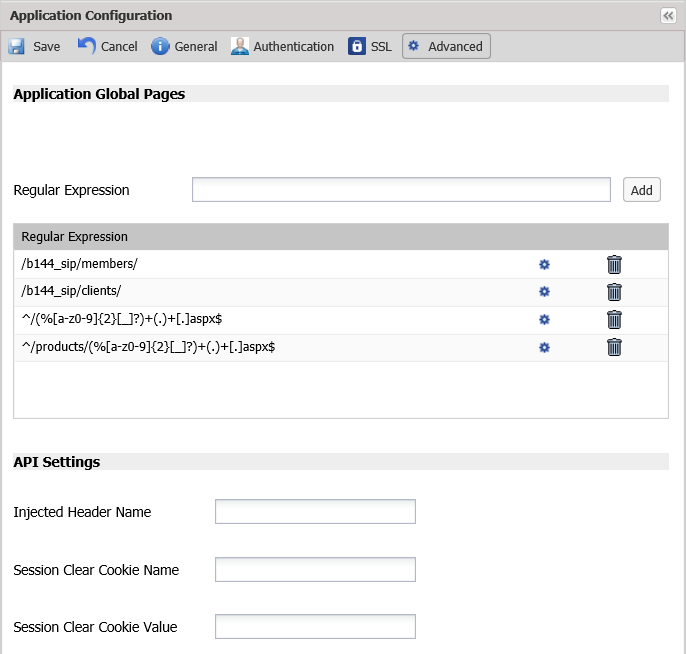 Application Configuration
Save Cancel General Authentication SSL Advanced
Application Global Pages
Regular Expression Add
Regular Expression
/b144_sip/members/
/b144_sip/clients/
^/(%[a-z0-9]{2}[_]?)+(.)+[.]aspx$
^/products/(%[a-z0-9]{2}[_]?)+(.)+[.]aspx$
API Settings
Injected Header Name
Session Clear Cookie Name
Session Clear Cookie Value